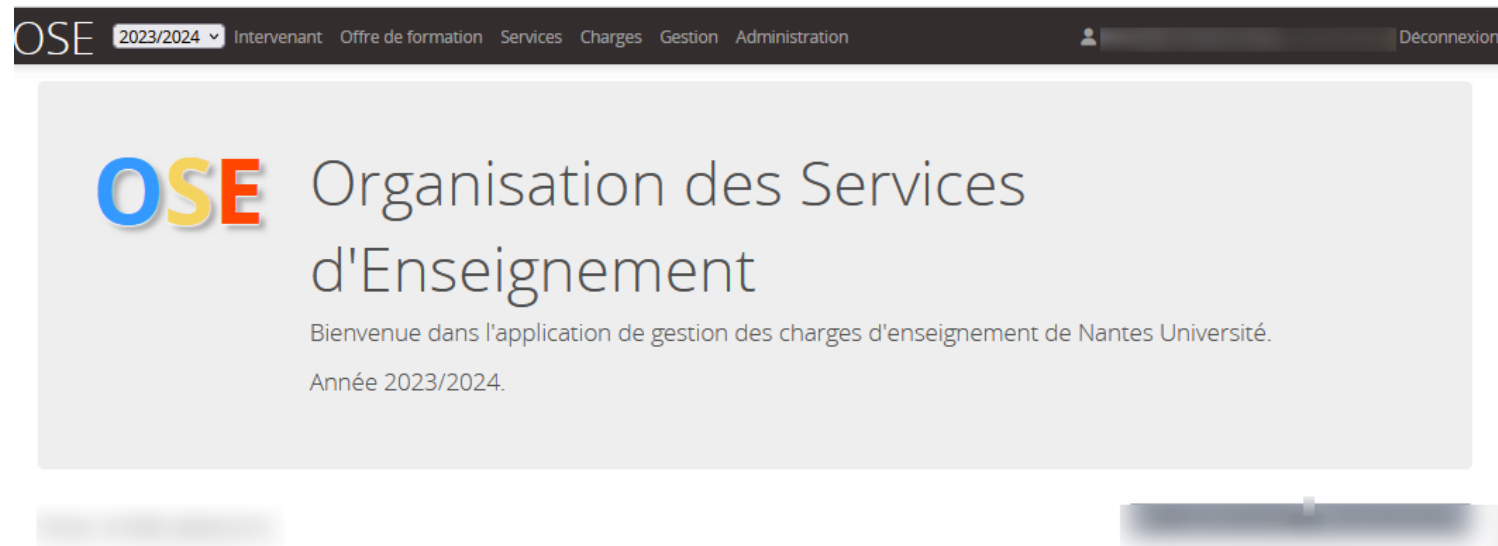 OSE 2023/2024 Intervenant Offre de formation Services Charges Gestion Administration Déconnexion
OSE
Organisation des Services
d'Enseignement
Bienvenue dans l'application de gestion des charges d'enseignement de Nantes Université.
Année 2023/2024.